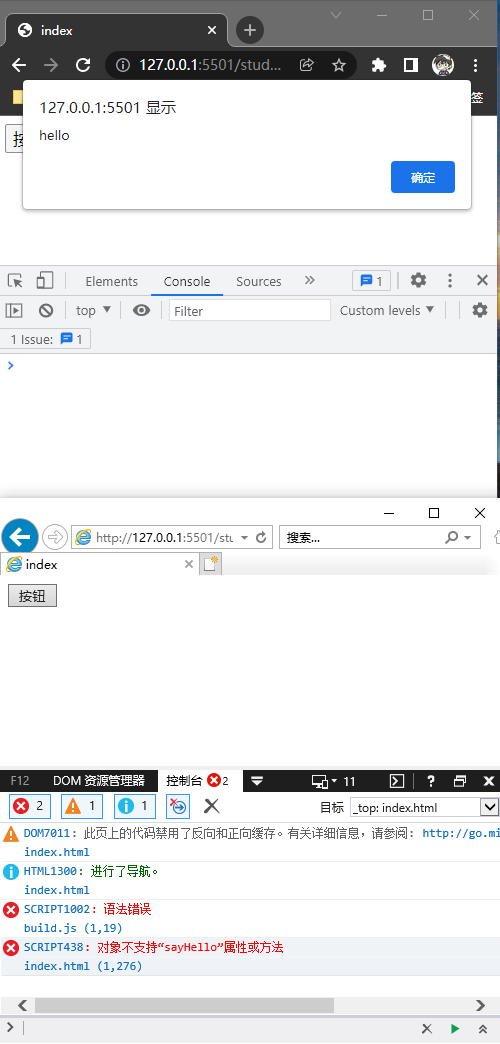 index
127.0.0.1:5501/stud...
签
127.0.0.1:5501 显示
hello
确定
按
Elements Console Sources » 1
top ▼ Filter Custom levels ▼
1 Issue: 1
http://127.0.0.1:5501/stu 搜索...
index
按钮
F12 DOM 资源管理器 控制台 2 11 ?
2 1 1 目标 _top: index.html
DOM7011: 此页上的代码禁用了反向和正向缓存。有关详细信息，请参阅: http://go.mi
index.html
HTML1300: 进行了导航。
index.html
SCRIPT1002: 语法错误
build.js (1,19)
SCRIPT438: 对象不支持“sayHello”属性或方法
index.html (1,276)